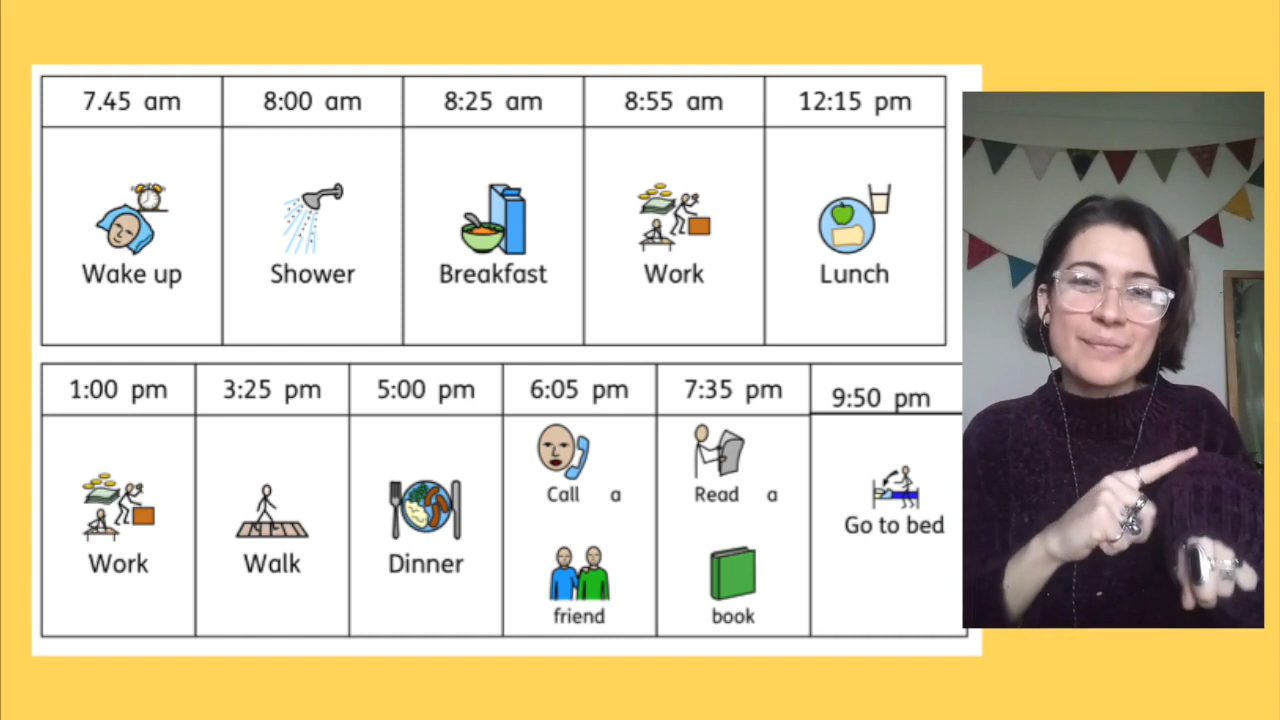 7.45 am 8:00 am 8:25 am 8:55 am 12:15 pm
Wake up Shower Breakfast Work Lunch
1:00 pm 3:25 pm 5:00 pm 6:05 pm 7:35 pm 9:50 pm
Call a Read a
Go to bed
Work Walk Dinner
friend book